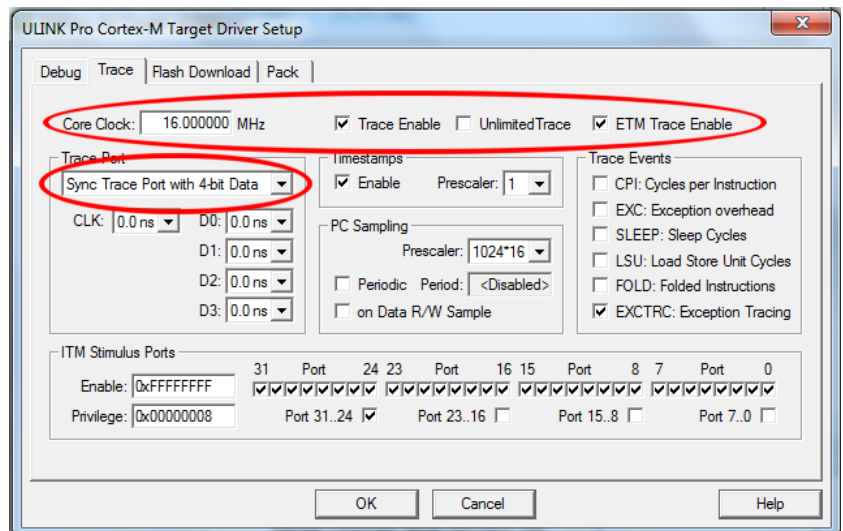 ULINK Pro Cortex-M Target Driver Setup
Debug Trace Flash Download Pack
Core Clock: 16.000000 MHz Trace Enable UnlimitedTrace ETM Trace Enable
Trace Port
Sync Trace Port with 4-bit Data
CLK: 0.0 ns D0: 0.0 ns
D1: 0.0 ns
D2: 0.0 ns
D3: 0.0 ns
Timestamps
Enable Prescaler: 1
PC Sampling
Prescaler: 1024*16
Periodic Period: <Disabled>
on Data R/W Sample
Trace Events
CPI: Cycles per Instruction
EXC: Exception overhead
SLEEP: Sleep Cycles
LSU: Load Store Unit Cycles
FOLD: Folded Instructions
EXCTRC: Exception Tracing
ITM Stimulus Ports
31 Port 24 23 Port 16 15 Port 8 7 Port 0
Enable: 0xFFFFFFFF
Privilege: 0x00000008 Port 31..24 Port 23..16 Port 15..8 Port 7..0
OK Cancel Help